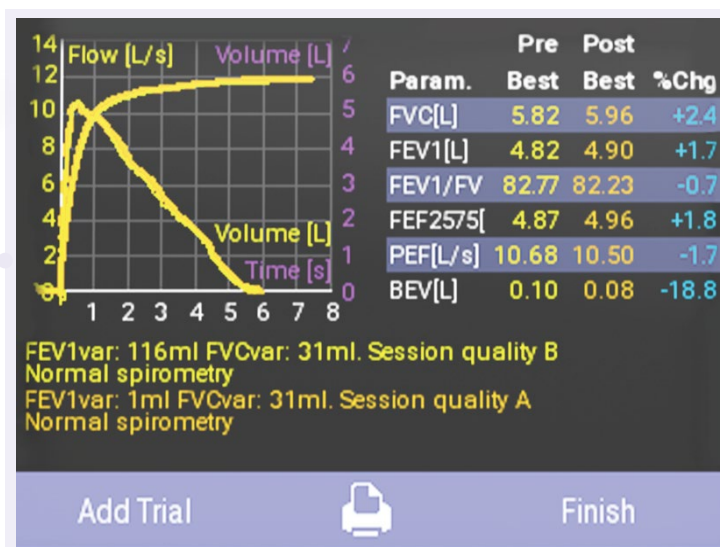 Flow [L/s] Volume [L]
14
12
10
8
6
4
2
0
7
6
5
4
3
2
1
0
Volume [L]
Time [s]
1 2 3 4 5 6 7 8
Pre Post
Param. Best Best %Chg
FVC[L] 5.82 5.96 +2.4
FEV1[L] 4.82 4.90 +1.7
FEV1/FV 82.77 82.23 -0.7
FEF2575[ 4.87 4.96 +1.8
PEF[L/s] 10.68 10.50 -1.7
BEV[L] 0.10 0.08 -18.8
FEV1var: 116ml FVCvar: 31ml. Session quality B
Normal spirometry
FEV1var: 1ml FVCvar: 31ml. Session quality A
Normal spirometry
Add Trial Finish